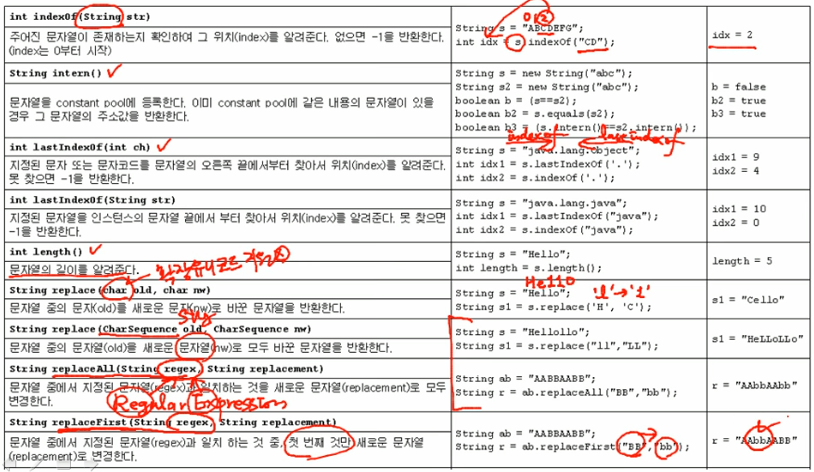 int indexOf(String str)
주어진 문자열이 존재하는지 확인하여 그 위치(index)를 알려준다. 없으면 -1을 반환한다.
(index는 0부터 시작)
012
String s = "ABCDEFG";
int idx = s.indexOf("CD");
idx = 2
String intern()
문자열을 constant pool에 등록한다. 이미 constant pool에 같은 내용의 문자열이 있을
경우 그 문자열의 주소값을 반환한다.
String s = new String("abc");
String s2 = new String("abc");
boolean b = (s==s2);
boolean b2 = s.equals(s2);
boolean b3 = (s.intern()==s2.intern());
b = false
b2 = true
b3 = true
int lastIndexOf(int ch)
지정된 문자 또는 문자코드를 문자열의 오른쪽 끝에서부터 찾아서 위치(index)를 알려준다.
못 찾으면 -1을 반환한다.
indexof
lastindexof
String s = "java.lang.Object";
int idx1 = s.lastIndexOf('.');
int idx2 = s.indexOf('.');
idx1 = 9
idx2 = 4
int lastIndexOf(String str)
지정된 문자열을 인스턴스의 문자열 끝에서 부터 찾아서 위치(index)를 알려준다. 못 찾으면
-1을 반환한다.
String s = "java.lang.java";
int idx1 = s.lastIndexOf("java");
int idx2 = s.indexOf("java");
idx1 = 10
idx2 = 0
int length()
문자열의 길이를 알려준다.
확장유니코드
String s = "Hello";
int length = s.length();
length = 5
String replace(char old, char nw)
문자열 중의 문자(old)를 새로운 문자(nw)로 바꾼 문자열을 반환한다.
He110
String s = "Hello";
'l'→'1'
String s1 = s.replace('H', 'C');
s1 = "Cello"
String replace(CharSequence old, CharSequence nw)
문자열 중의 문자열(old)을 새로운 문자열(nw)로 모두 바꾼 문자열을 반환한다.
String s = "Hellollo";
String s1 = s.replace("ll","LL");
s1 = "HeLLoLLo"
String replaceAll(String regex, String replacement)
문자열 중에서 지정된 문자열(regex)과 일치하는 것을 새로운 문자열(replacement)로 모두
변경한다.
Regular Expression
String ab = "AABBAABB";
String r = ab.replaceAll("BB","bb");
r = "AAbbAAbb"
String replaceFirst(String regex, String replacement)
문자열 중에서 지정된 문자열(regex)과 일치 하는 것 중, 첫 번째 것만 새로운 문자열
(replacement)로 변경한다.
String ab = "AABBAABB";
String r = ab.replaceFirst("BB","bb");
r = "AAbbAABB"